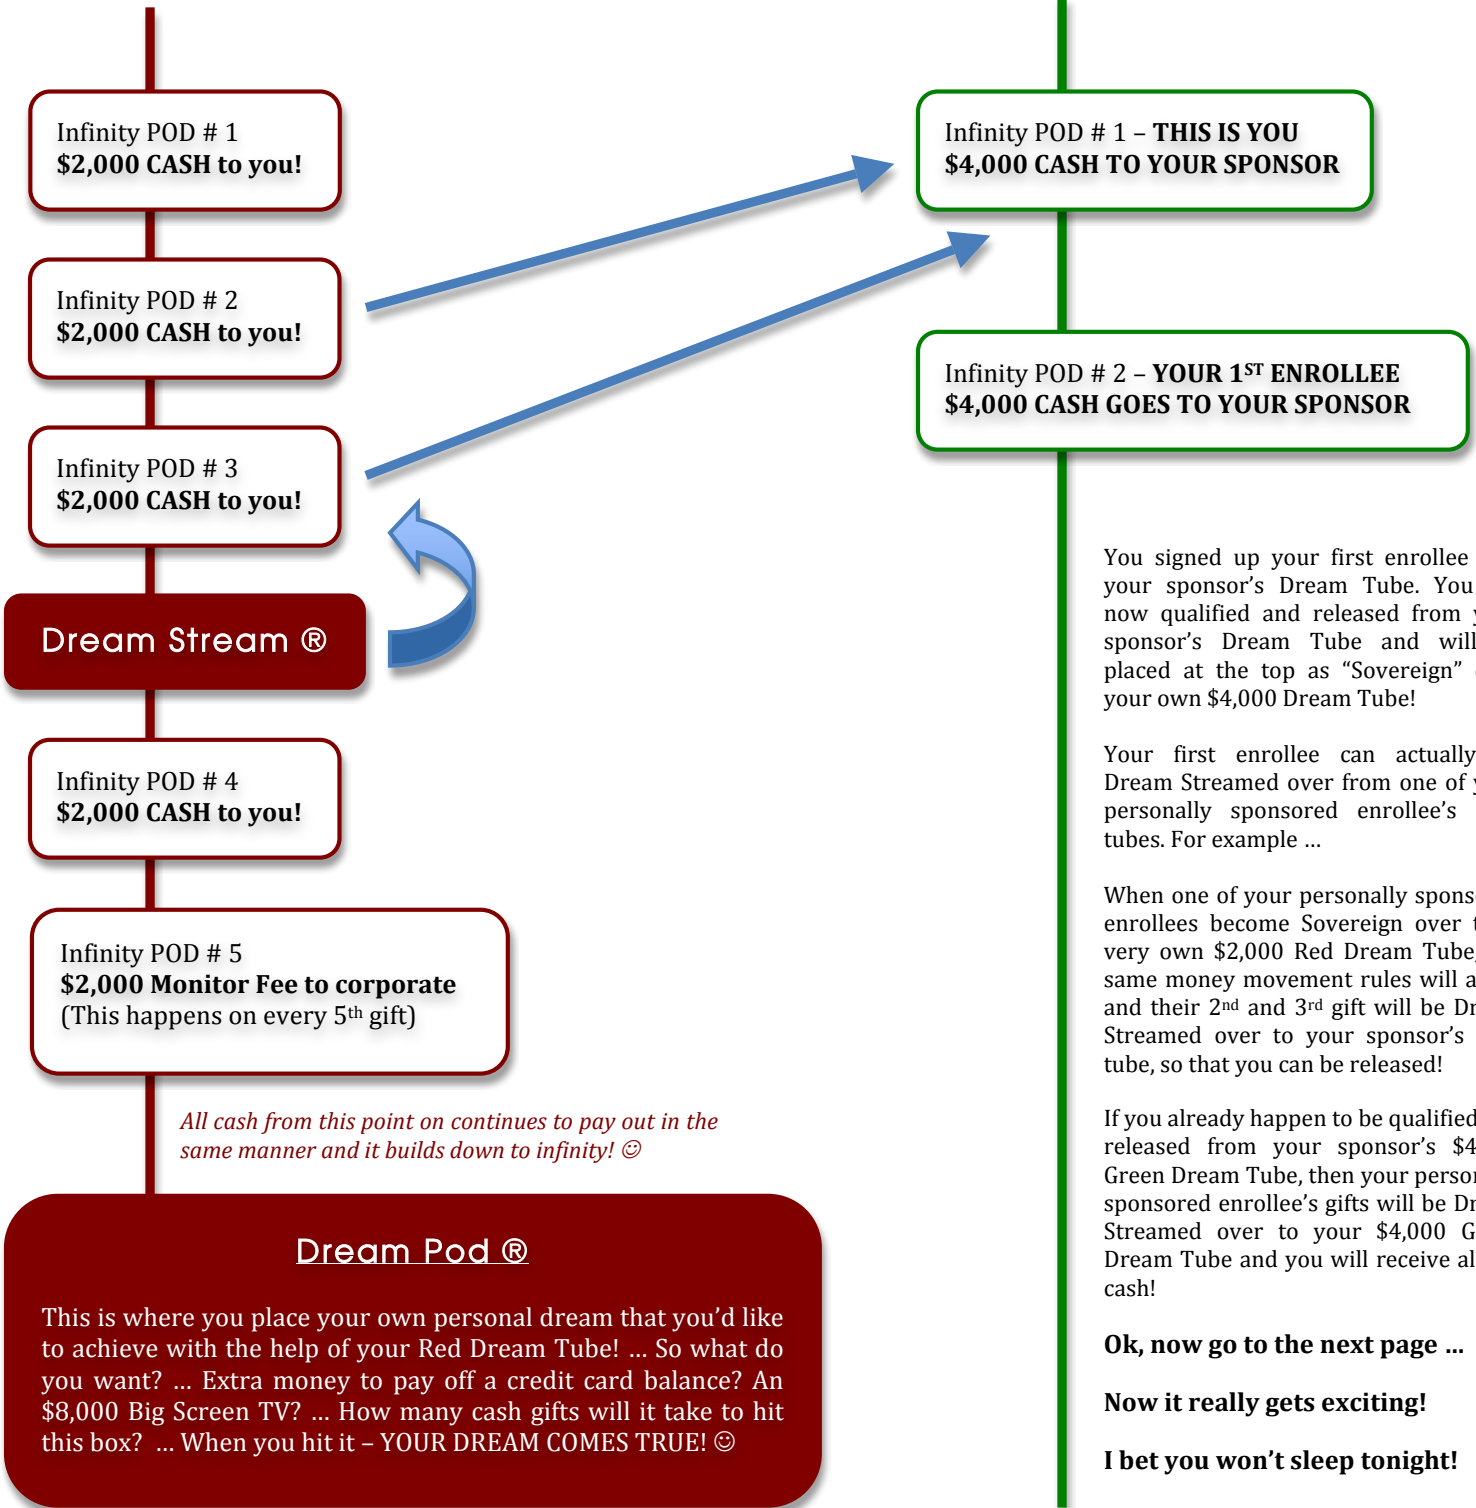 Infinity POD # 1
$2,000 CASH to you!
Infinity POD # 2
$2,000 CASH to you!
Infinity POD # 3
$2,000 CASH to you!
Dream Stream ®
Infinity POD # 4
$2,000 CASH to you!
Infinity POD # 5
$2,000 Monitor Fee to corporate
(This happens on every 5th gift)
All cash from this point on continues to pay out in the
same manner and it builds down to infinity! ☺
Dream Pod ®
This is where you place your own personal dream that you’d like
to achieve with the help of your Red Dream Tube! … So what do
you want? … Extra money to pay off a credit card balance? An
$8,000 Big Screen TV? … How many cash gifts will it take to hit
this box? … When you hit it – YOUR DREAM COMES TRUE! ☺
Infinity POD # 1 – THIS IS YOU
$4,000 CASH TO YOUR SPONSOR
Infinity POD # 2 – YOUR 1ST ENROLLEE
$4,000 CASH GOES TO YOUR SPONSOR
You signed up your first enrollee
your sponsor’s Dream Tube. You
now qualified and released from
sponsor’s Dream Tube and will
placed at the top as “Sovereign”
your own $4,000 Dream Tube!
Your first enrollee can actually
Dream Streamed over from one of
personally sponsored enrollee’s
tubes. For example …
When one of your personally
enrollees become Sovereign over
very own $2,000 Red Dream Tube,
same money movement rules will
and their 2nd and 3rd gift will be
Streamed over to your sponsor’s
tube, so that you can be released!
If you already happen to be qualified
released from your sponsor’s
Green Dream Tube, then your
sponsored enrollee’s gifts will be
Streamed over to your $4,000
Dream Tube and you will receive
cash!
Ok, now go to the next page …
Now it really gets exciting!
I bet you won’t sleep tonight!